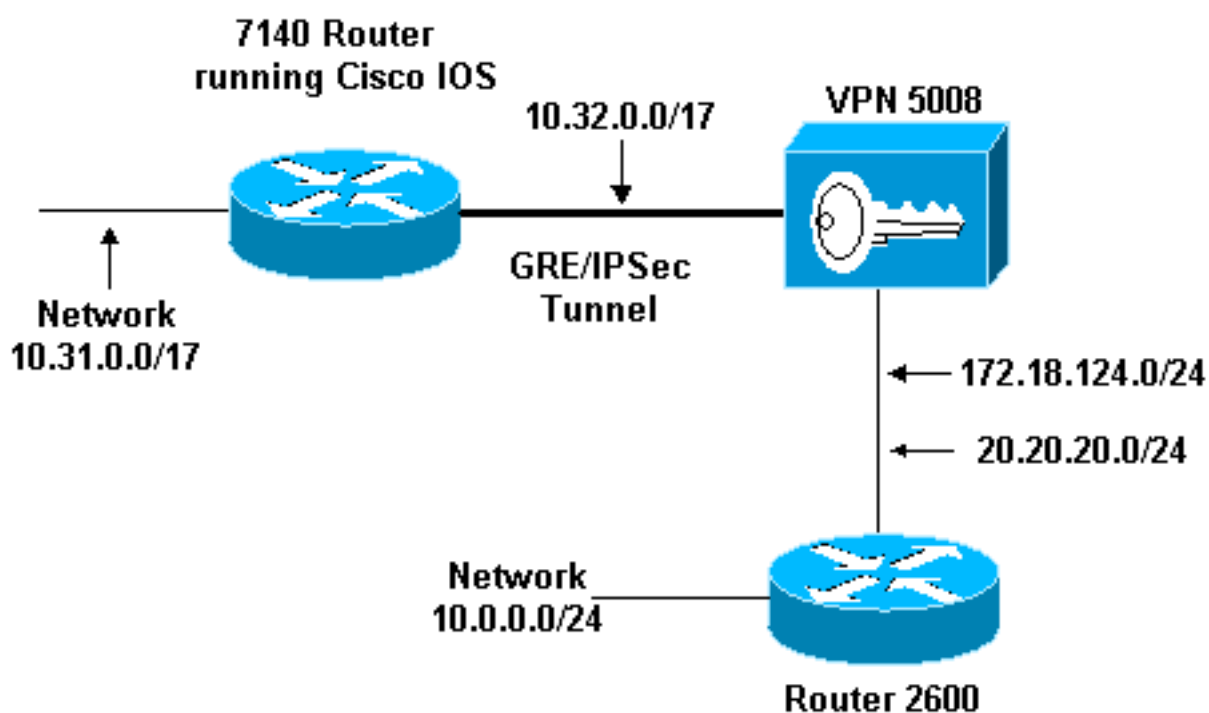 7140 Router
running Cisco IOS
10.32.0.0/17
VPN 5008
GRE/IPSec
Tunnel
Network
10.31.0.0/17
172.18.124.0/24
20.20.20.0/24
Network
10.0.0.0/24
Router 2600